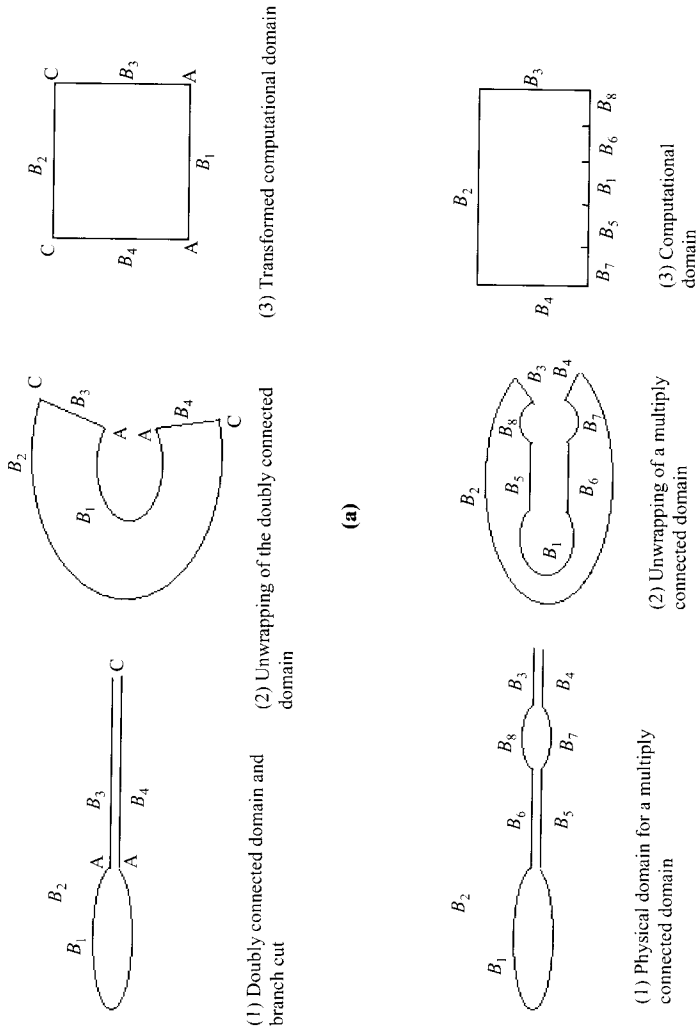 B2
B1
A
B3
C
A
B4
(1) Doubly connected domain and
branch cut
B2
C
B3
B1
A
A
B4
C
(2) Unwrapping of the doubly connected
domain
C
B2
C
B4
B3
A
B1
A
(3) Transformed computational domain
(a)
B2
B1
B6
B8
B3
B5
B7
B4
(1) Physical domain for a multiply
connected domain
B2
B5
B8
B3
B1
B4
B6
B7
(2) Unwrapping of a multiply
connected domain
B2
B4
B3
B7 B5 B1 B6 B8
(3) Computational
domain